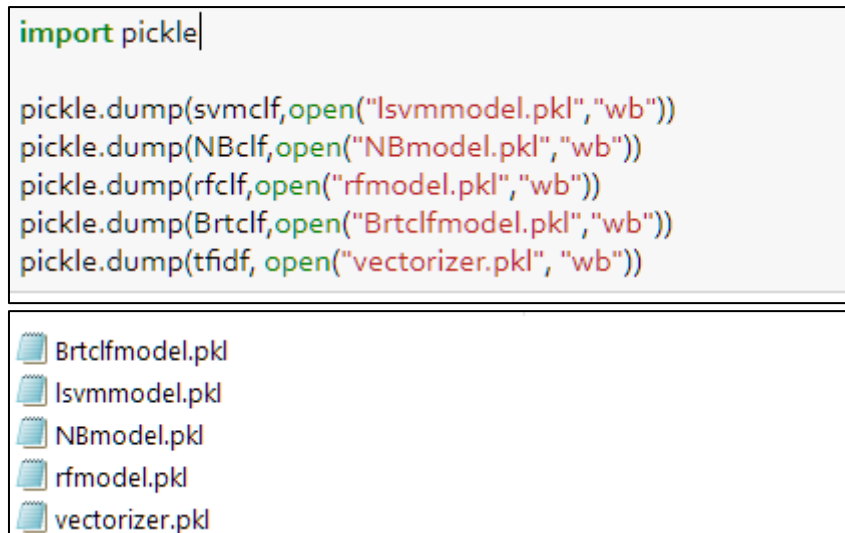 import pickle
pickle.dump(svmclf,open("lsvmmodel.pkl","wb"))
pickle.dump(NBclf,open("NBmodel.pkl","wb"))
pickle.dump(rfclf,open("rfmodel.pkl","wb"))
pickle.dump(Brtclf,open("Brtclfmodel.pkl","wb"))
pickle.dump(tfidf, open("vectorizer.pkl", "wb"))
Brtclfmodel.pkl
lsvmmodel.pkl
NBmodel.pkl
rfmodel.pkl
vectorizer.pkl